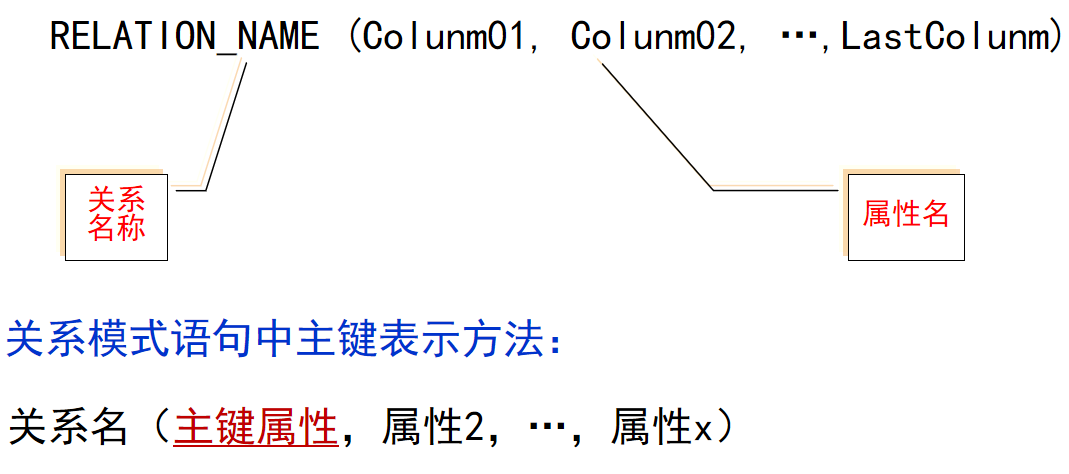 RELATION_NAME (Colunm01, Colunm02, …,LastColunm)
关系
名称
属性名
关系模式语句中主键表示方法：
关系名（主键属性，属性2，…，属性x）